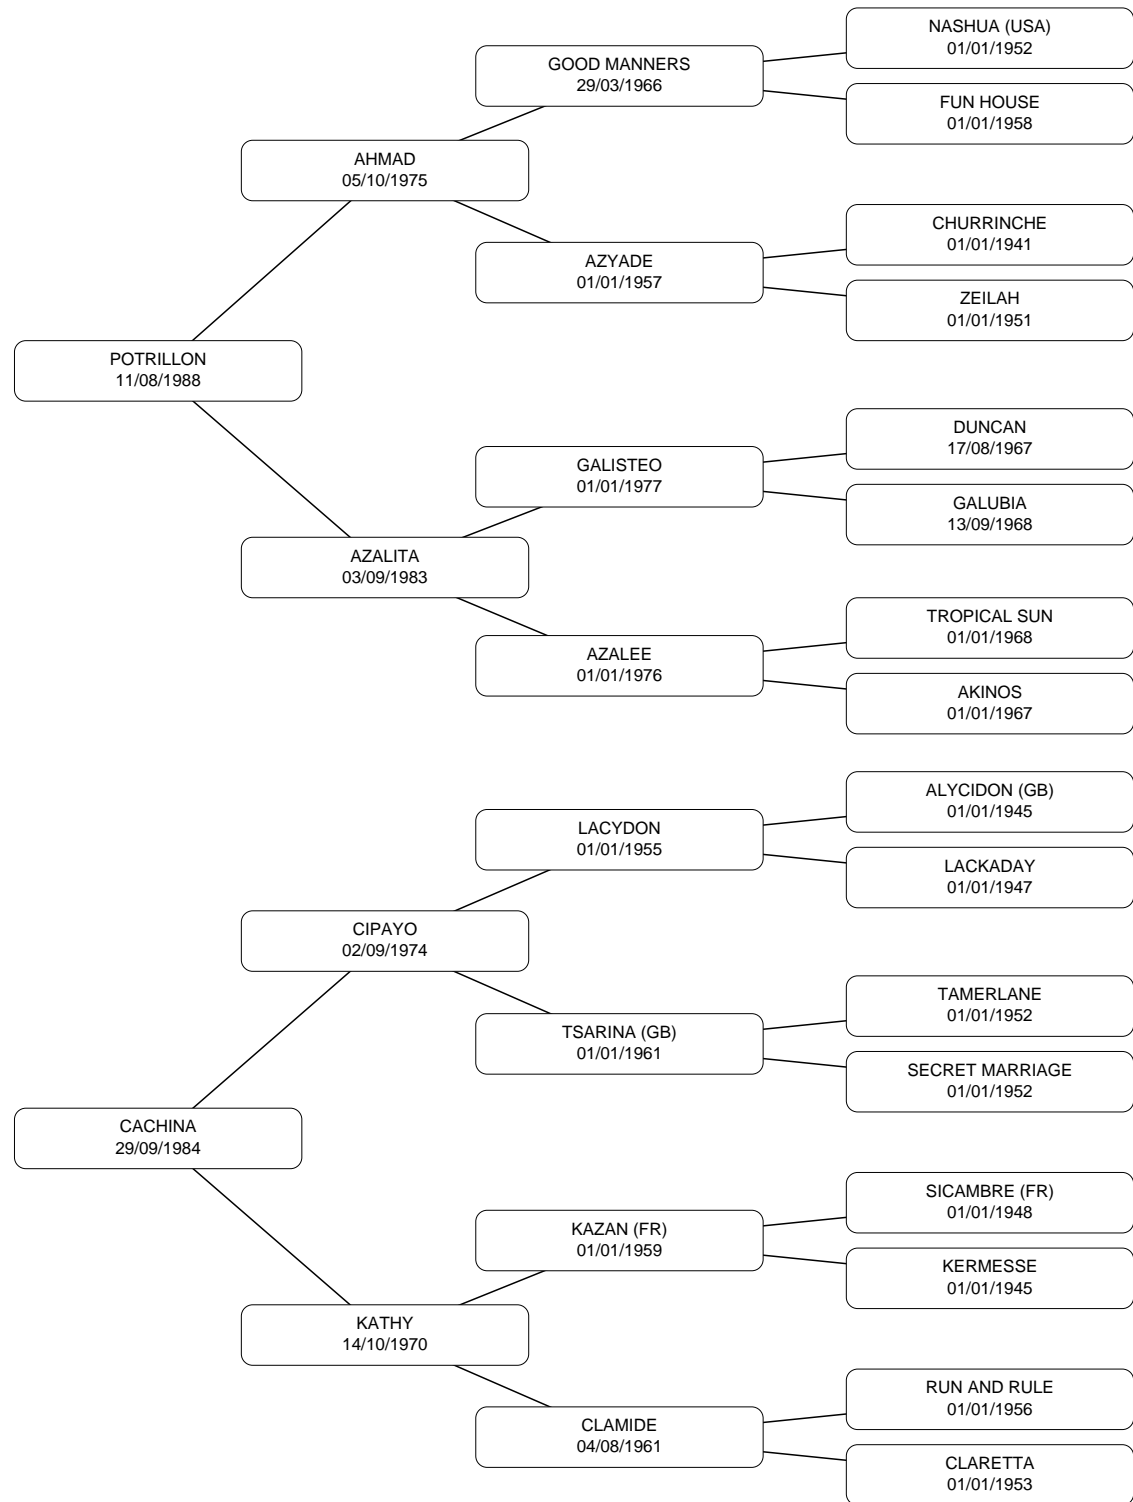 NASHUA (USA)
01/01/1952
GOOD MANNERS
29/03/1966
FUN HOUSE
01/01/1958
AHMAD
05/10/1975
CHURRINCHE
01/01/1941
AZYADE
01/01/1957
ZEILAH
01/01/1951
POTRILLON
11/08/1988
DUNCAN
17/08/1967
GALISTEO
01/01/1977
GALUBIA
13/09/1968
AZALITA
03/09/1983
TROPICAL SUN
01/01/1968
AZALEE
01/01/1976
AKINOS
01/01/1967
ALYCIDON (GB)
01/01/1945
LACYDON
01/01/1955
LACKADAY
01/01/1947
CIPAYO
02/09/1974
TAMERLANE
01/01/1952
TSARINA (GB)
01/01/1961
SECRET MARRIAGE
01/01/1952
CACHINA
29/09/1984
SICAMBRE (FR)
01/01/1948
KAZAN (FR)
01/01/1959
KERMESSE
01/01/1945
KATHY
14/10/1970
RUN AND RULE
01/01/1956
CLAMIDE
04/08/1961
CLARETTA
01/01/1953